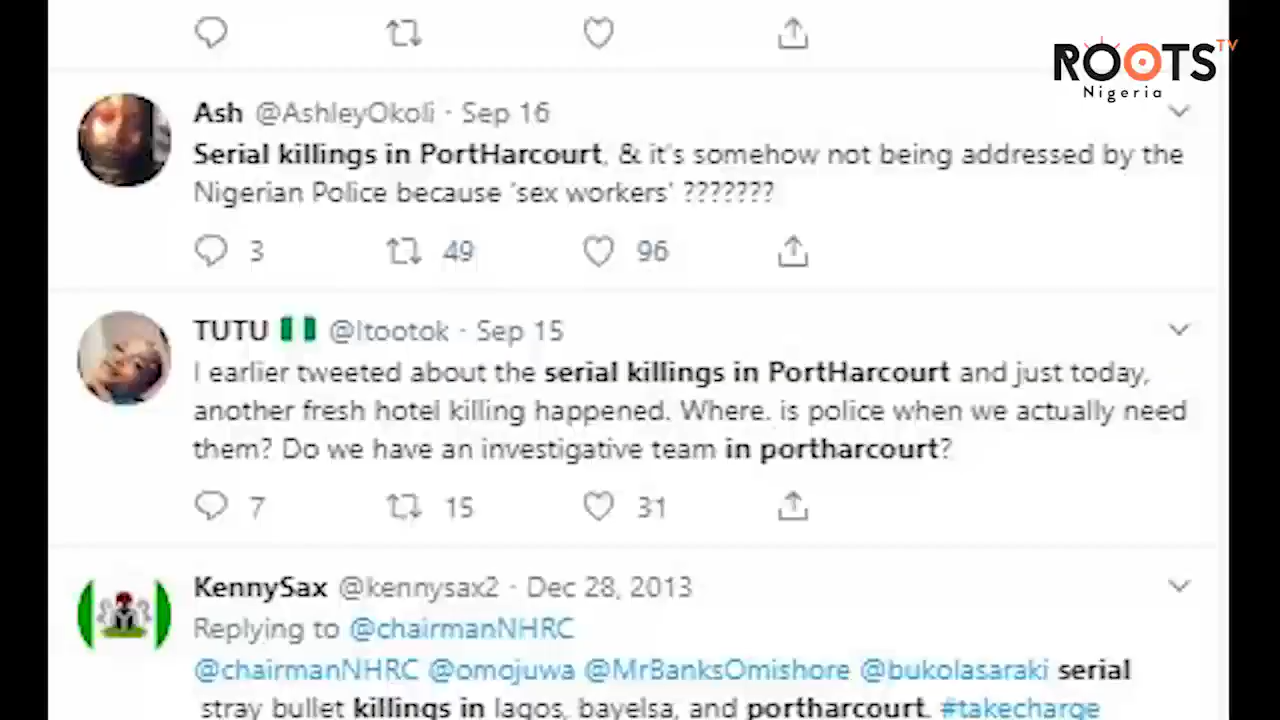 ROOTS TV
Nigeria
Ash @AshleyOkoli · Sep 16
Serial killings in PortHarcourt, & it's somehow not being addressed by the
Nigerian Police because 'sex workers' ???????
3 49 96
TUTU @Itootok · Sep 15
I earlier tweeted about the serial killings in PortHarcourt and just today,
another fresh hotel killing happened. Where. is police when we actually need
them? Do we have an investigative team in portharcourt?
7 15 31
KennySax @kennysax2 · Dec 28, 2013
Replying to @chairmanNHRC
@chairmanNHRC @omojuwa @MrBanksOmishore @bukolasaraki serial
stray bullet killings in lagos, bayelsa, and portharcourt. #takecharge